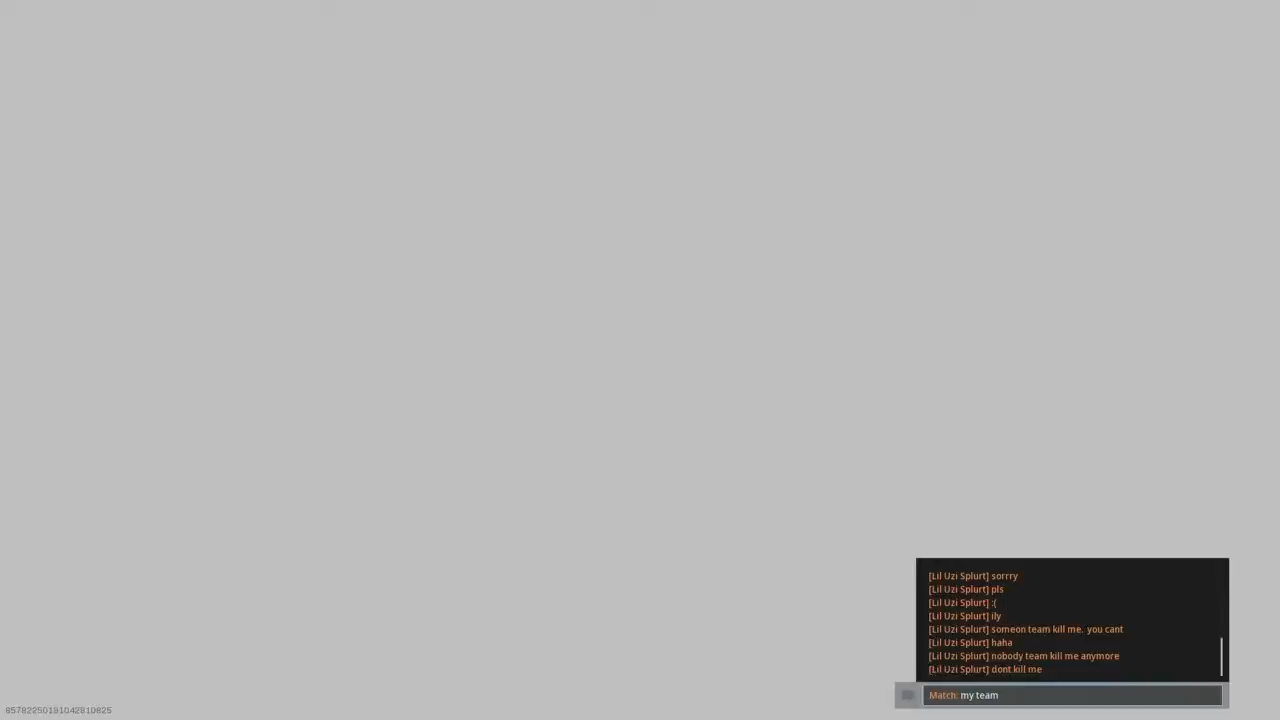 [Lil Uzi Splurt] sorrry
[Lil Uzi Splurt] pls
[Lil Uzi Splurt] :(
[Lil Uzi Splurt] ily
[Lil Uzi Splurt] someon team kill me. you cant
[Lil Uzi Splurt] haha
[Lil Uzi Splurt] nobody team kill me anymore
[Lil Uzi Splurt] dont kill me
Match: my team
85782250191042810825